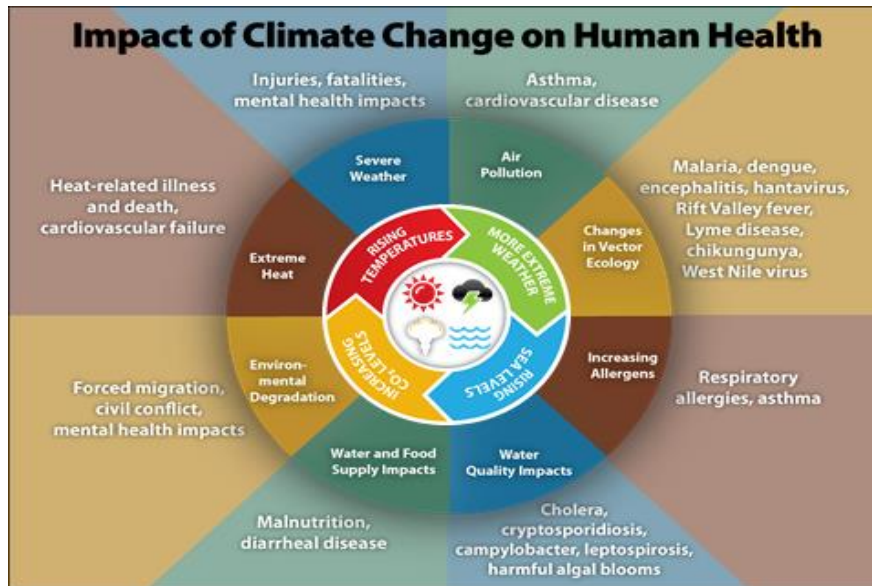 Impact of Climate Change on Human Health
Injuries, fatalities,
mental health impacts
Asthma,
cardiovascular disease
Malaria, dengue,
encephalitis, hantavirus,
Rift Valley fever,
Lyme disease,
chikungunya,
West Nile virus
Respiratory
allergies, asthma
Cholera,
cryptosporidiosis,
campylobacter, leptospirosis,
harmful algal blooms
Malnutrition,
diarrheal disease
Forced migration,
civil conflict,
mental health impacts
Heat-related illness
and death,
cardiovascular failure
Severe
Weather
Air
Pollution
Changes
in Vector
Ecology
Increasing
Allergens
Water
Quality Impacts
Water and Food
Supply Impacts
Environ-
mental
Degradation
Extreme
Heat
RISING
TEMPERATURES
MORE EXTREME
WEATHER
RISING
SEA LEVELS
INCREASING
CO₂ LEVELS